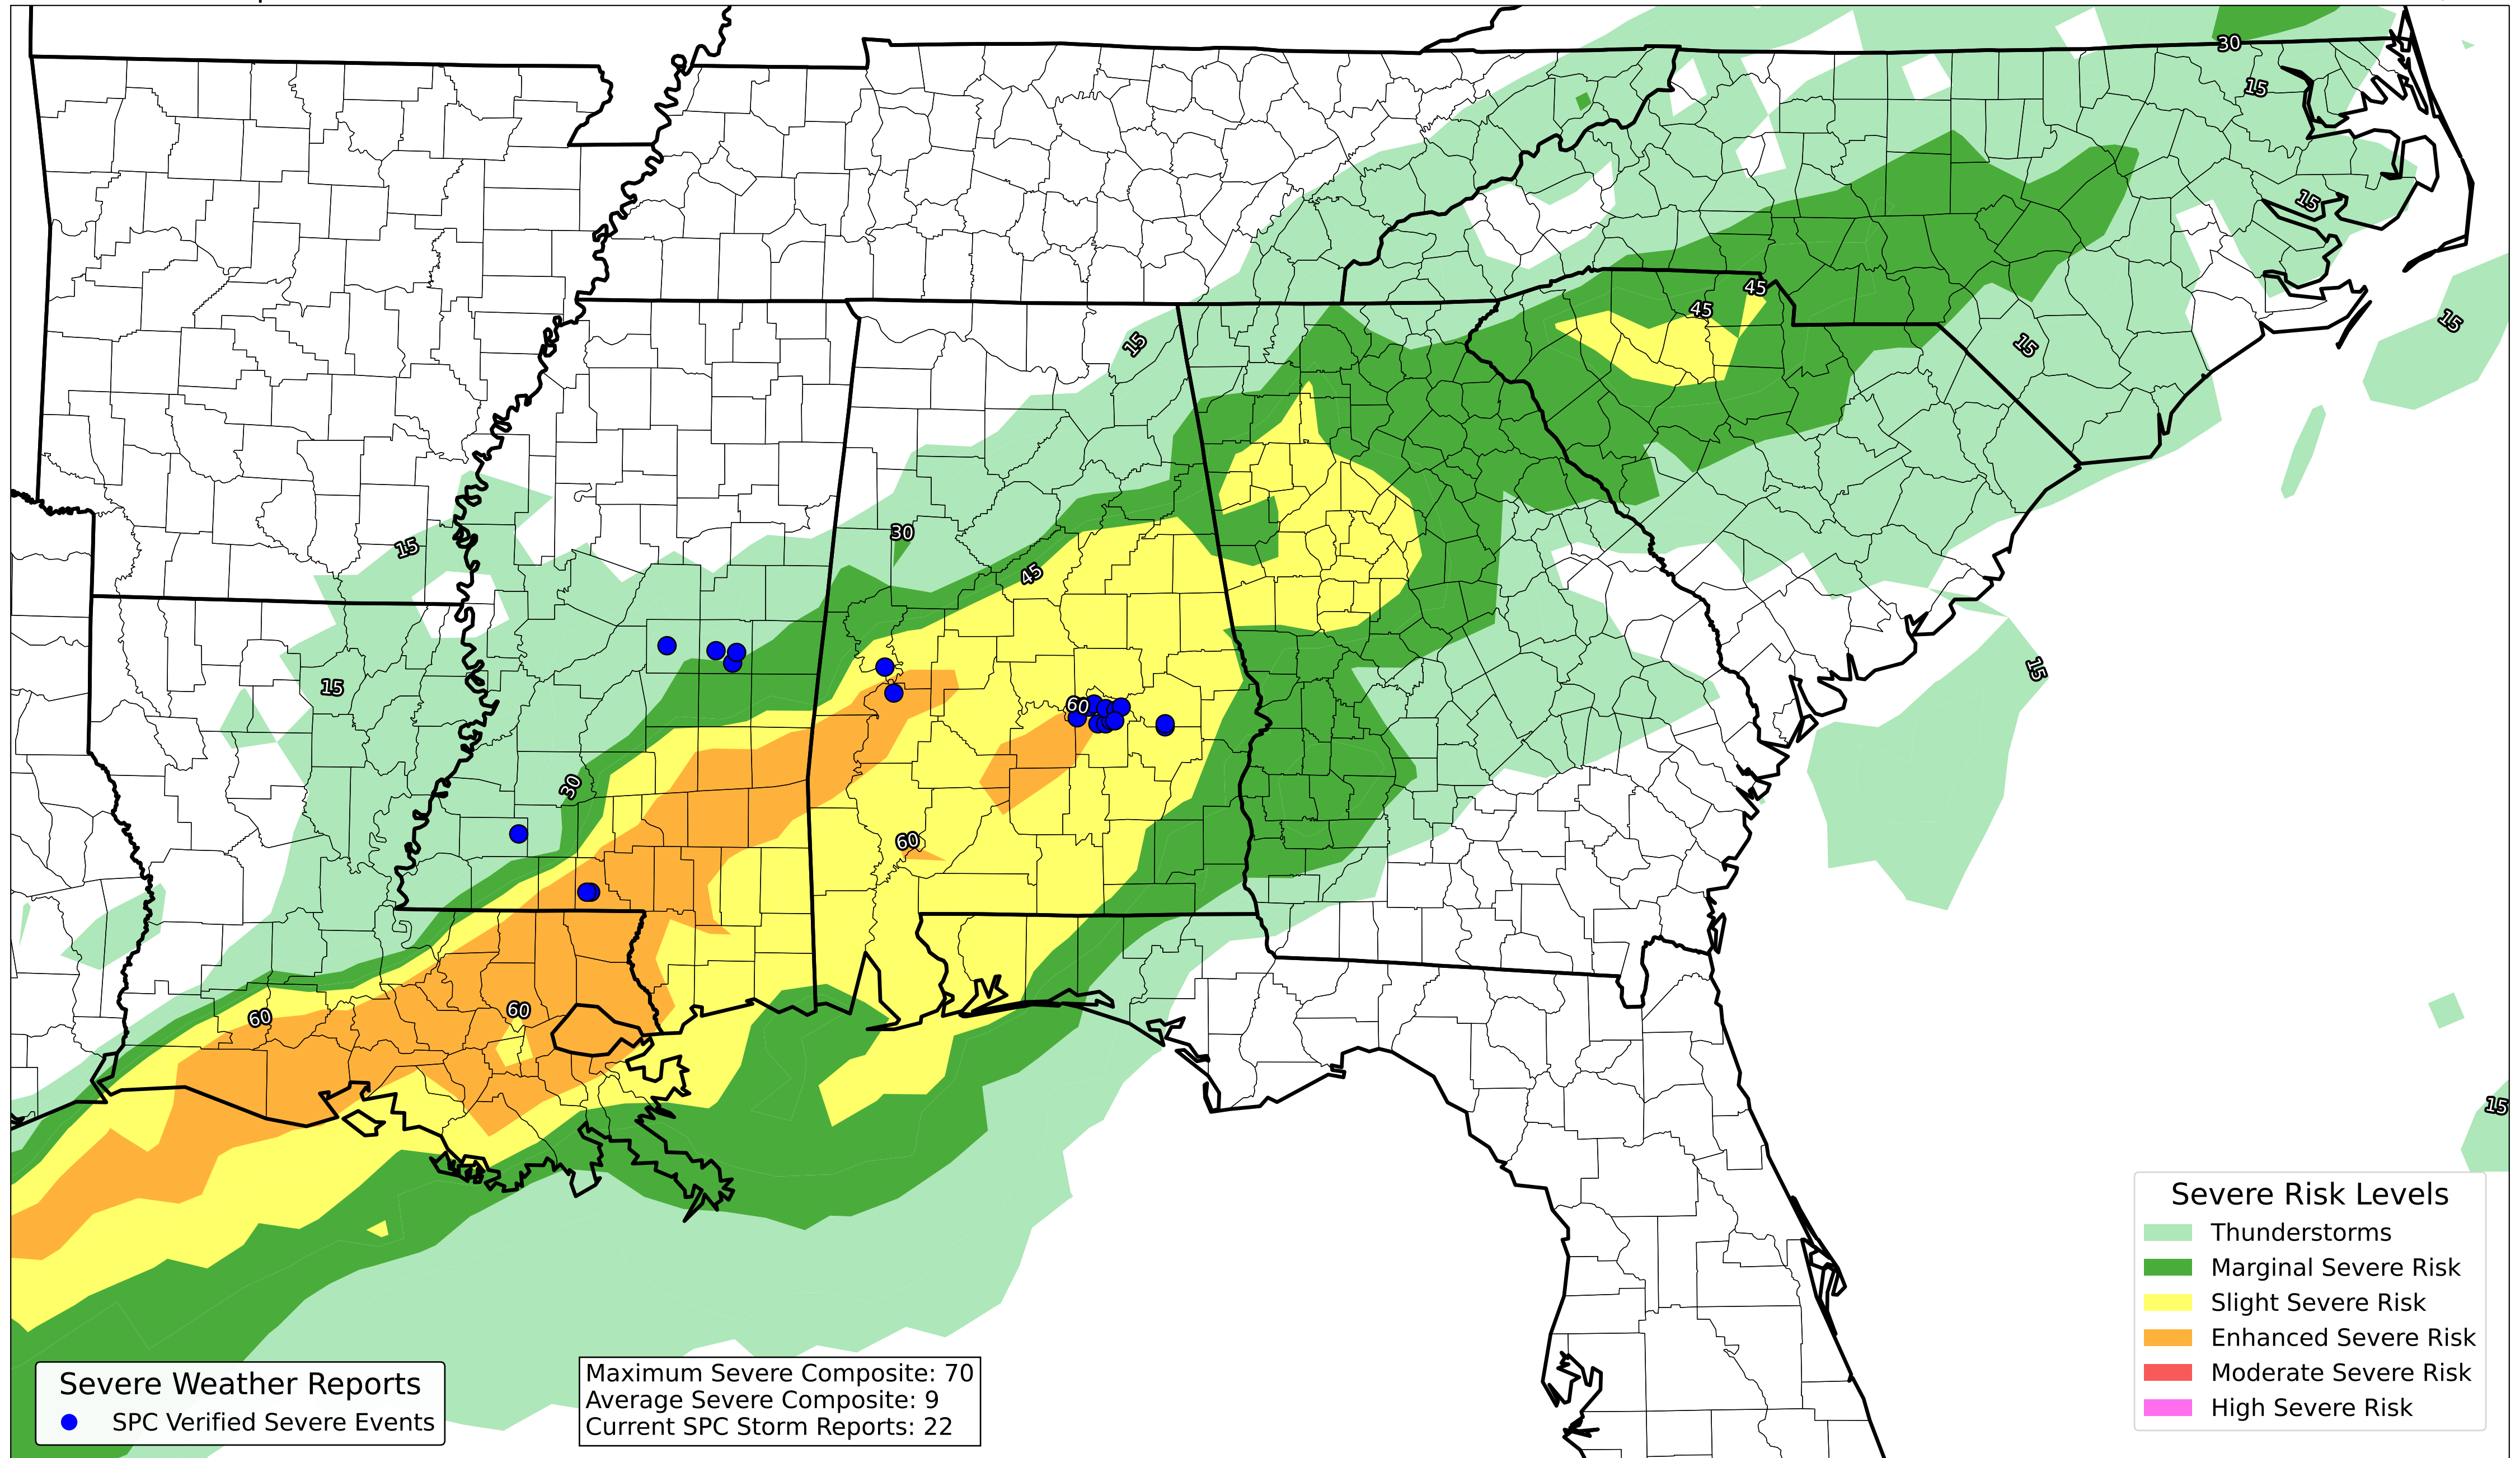 30
15
15
45
45
15
15
15
30
15
45
15
15
60
30
60
60
60
15
Severe Risk Levels
Thunderstorms
Marginal Severe Risk
Slight Severe Risk
Enhanced Severe Risk
Moderate Severe Risk
High Severe Risk
Severe Weather Reports
SPC Verified Severe Events
Maximum Severe Composite: 70
Average Severe Composite: 9
Current SPC Storm Reports: 22